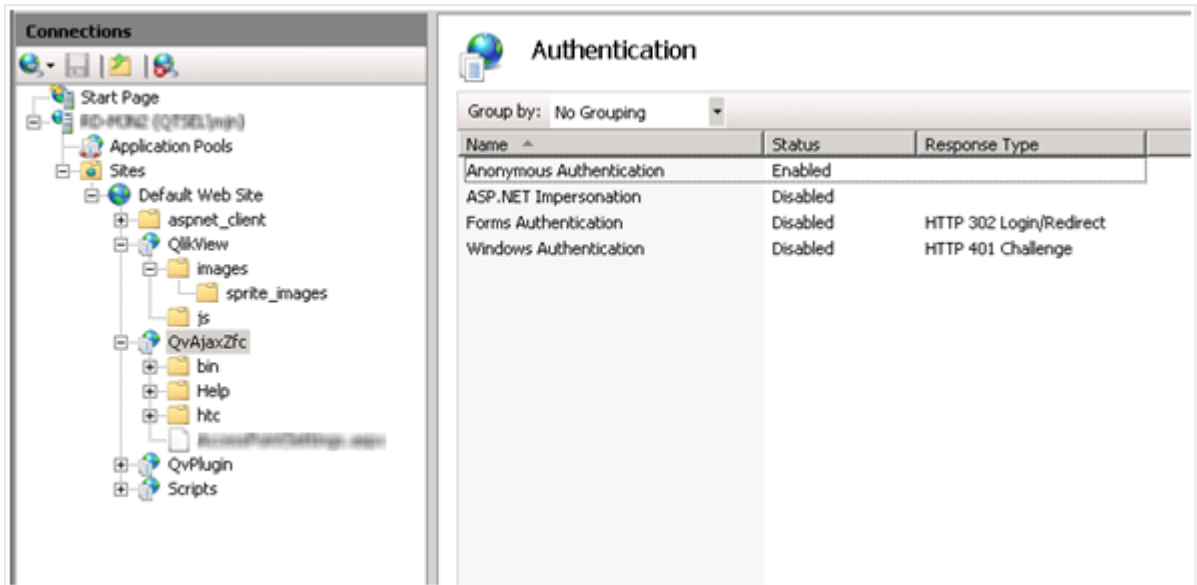 Connections
Start Page
Application Pools
Sites
Default Web Site
aspnet_client
QlikView
images
sprite_images
js
QvAjaxZfc
bin
Help
htc
QvPlugin
Scripts
Authentication
Group by: No Grouping
Name Status Response Type
Anonymous Authentication Enabled
ASP.NET Impersonation Disabled
Forms Authentication Disabled HTTP 302 Login/Redirect
Windows Authentication Disabled HTTP 401 Challenge